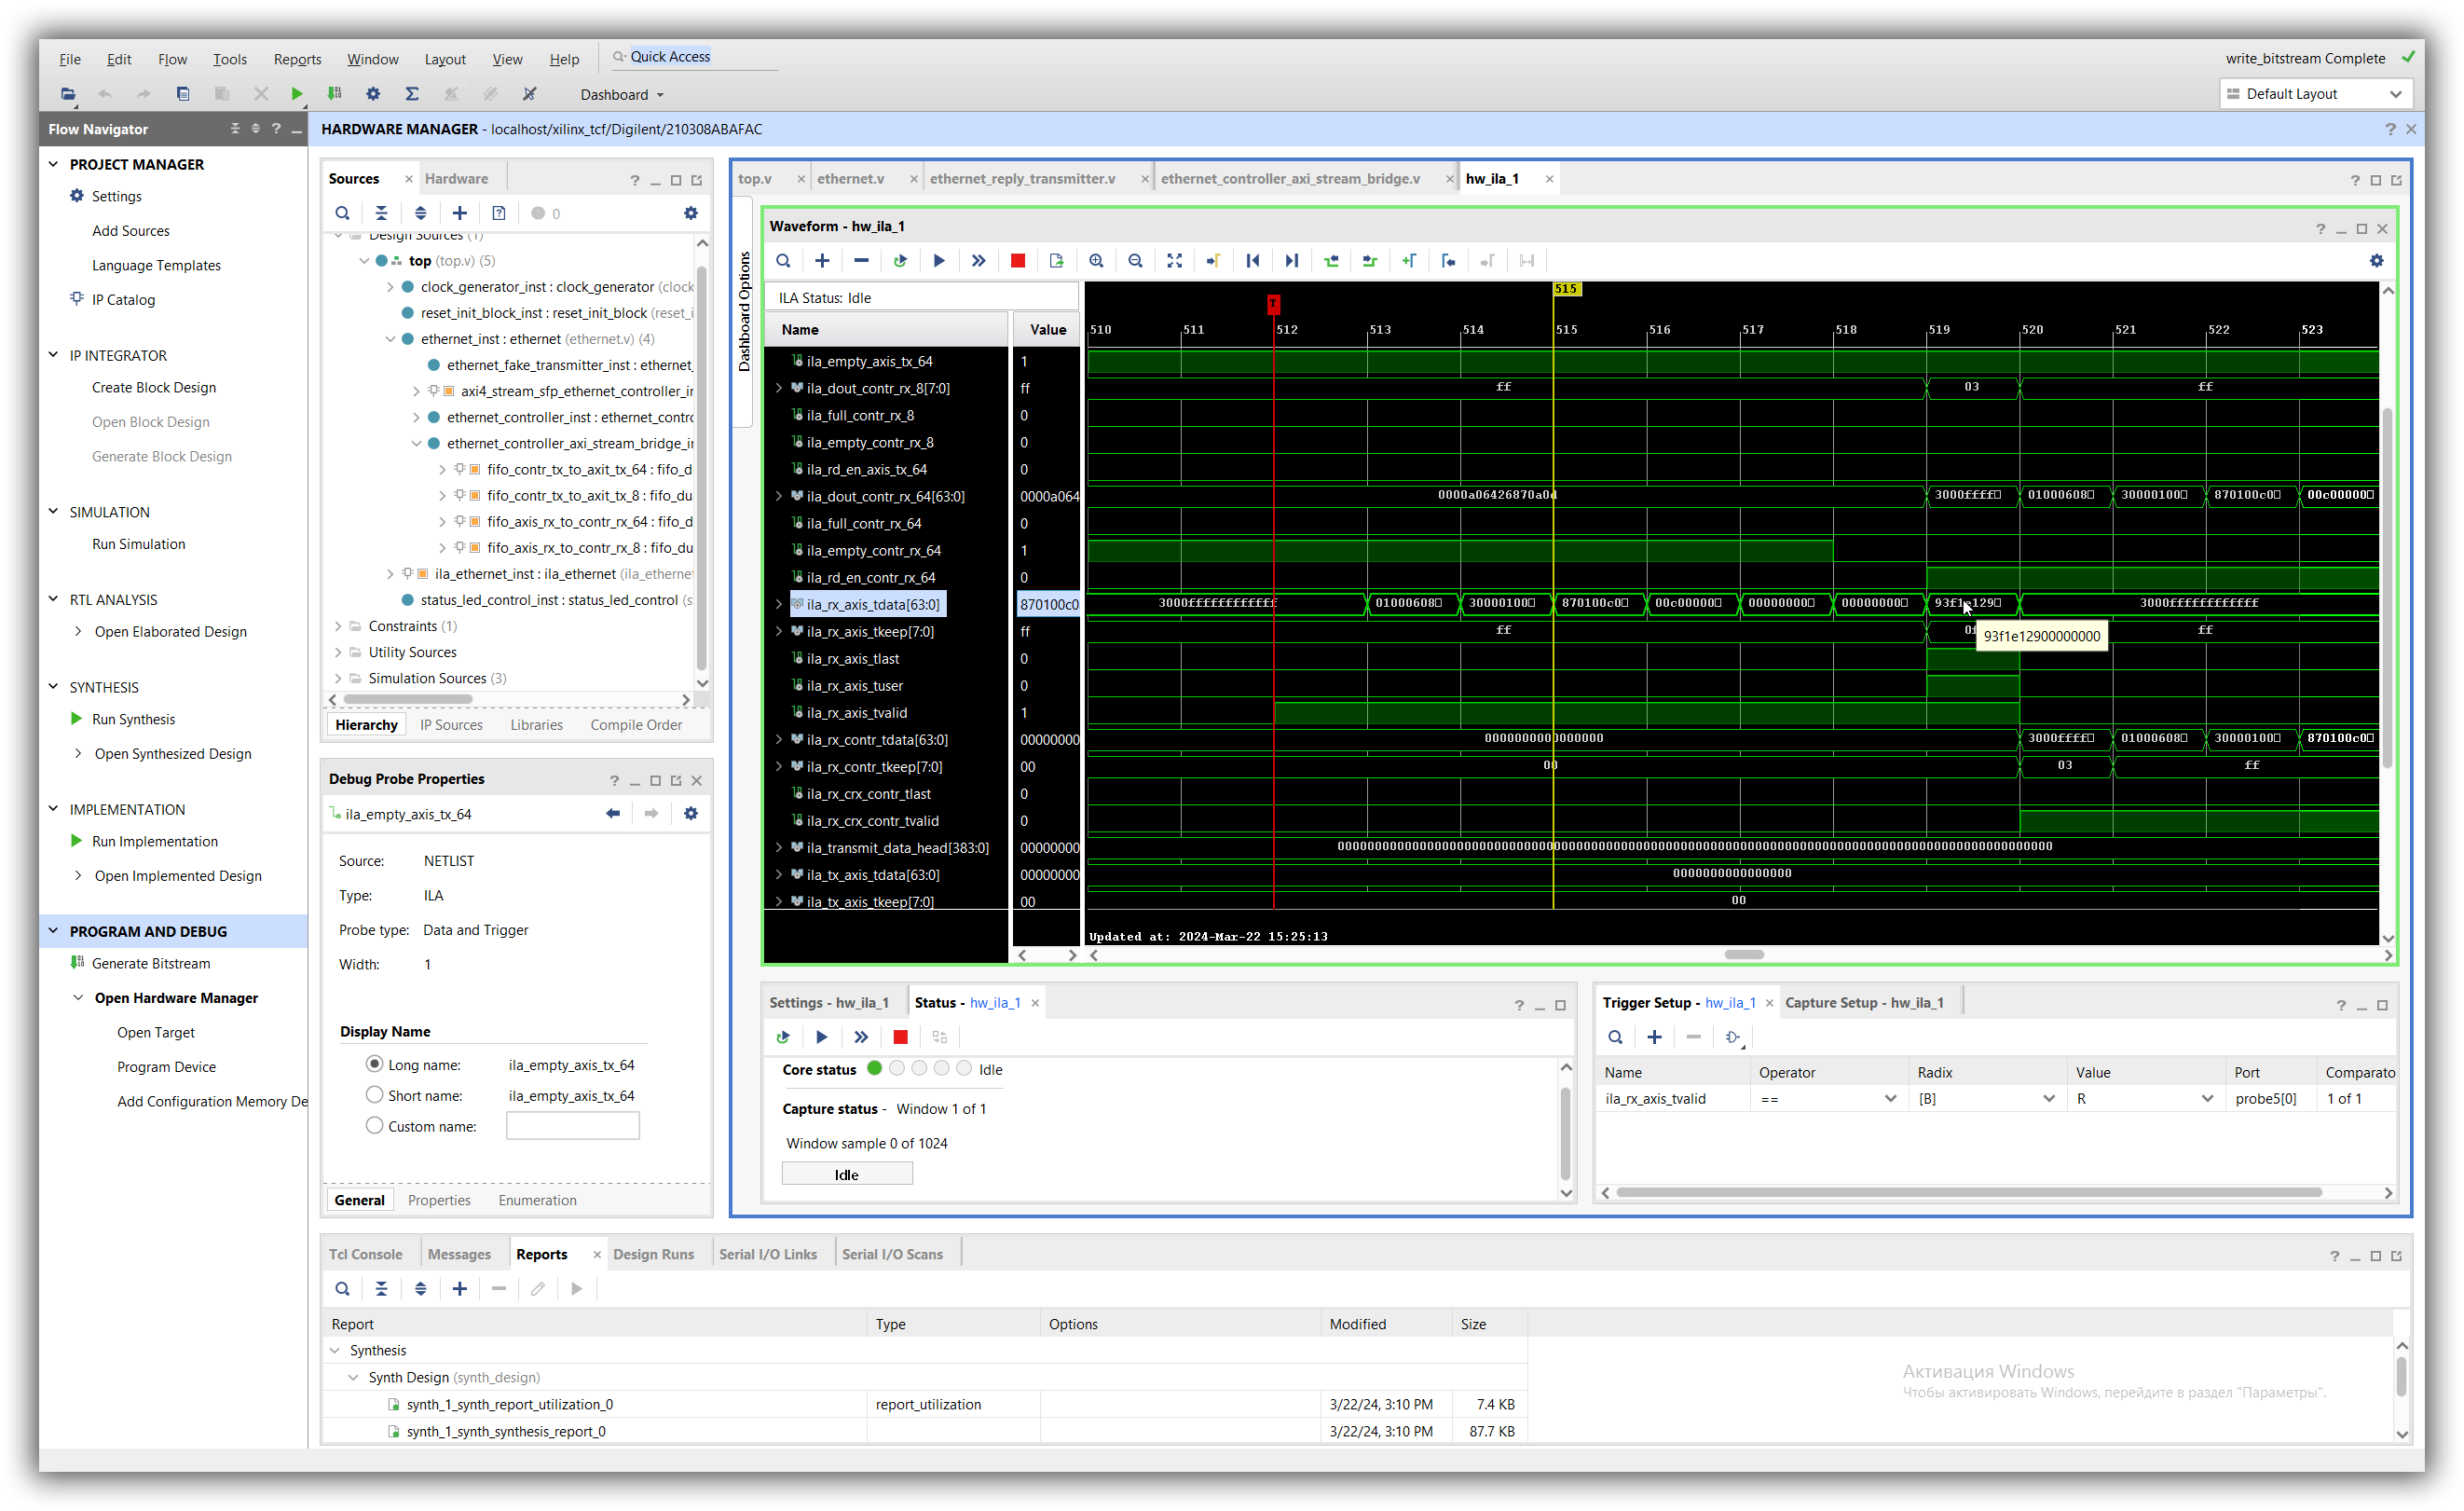 File Edit Flow Tools Reports Window Layout View Help Quick Access
write_bitstream Complete
Dashboard
Default Layout
Flow Navigator
PROJECT MANAGER
Settings
Add Sources
Language Templates
IP Catalog
IP INTEGRATOR
Create Block Design
Open Block Design
Generate Block Design
SIMULATION
Run Simulation
RTL ANALYSIS
Open Elaborated Design
SYNTHESIS
Run Synthesis
Open Synthesized Design
IMPLEMENTATION
Run Implementation
Open Implemented Design
PROGRAM AND DEBUG
Generate Bitstream
Open Hardware Manager
Open Target
Program Device
Add Configuration Memory De
HARDWARE MANAGER - localhost/xilinx_tcf/Digilent/210308ABAFAC
Sources Hardware
0
Design Sources (1)
top (top.v) (5)
clock_generator_inst : clock_generator (clock
reset_init_block_inst : reset_init_block (reset_i
ethernet_inst : ethernet (ethernet.v) (4)
ethernet_fake_transmitter_inst : ethernet_
axi4_stream_sfp_ethernet_controller_ir
ethernet_controller_inst : ethernet_contro
ethernet_controller_axi_stream_bridge_ir
fifo_contr_tx_to_axit_tx_64 : fifo_d
fifo_contr_tx_to_axit_tx_8 : fifo_du
fifo_axis_rx_to_contr_rx_64 : fifo_d
fifo_axis_rx_to_contr_rx_8 : fifo_du
ila_ethernet_inst : ila_ethernet (ila_etherne
status_led_control_inst : status_led_control (s
Constraints (1)
Utility Sources
Simulation Sources (3)
Hierarchy IP Sources Libraries Compile Order
Debug Probe Properties
ila_empty_axis_tx_64
Source: NETLIST
Type: ILA
Probe type: Data and Trigger
Width: 1
Display Name
Long name: ila_empty_axis_tx_64
Short name: ila_empty_axis_tx_64
Custom name:
General Properties Enumeration
top.v ethernet.v ethernet_reply_transmitter.v ethernet_controller_axi_stream_bridge.v hw_ila_1
Dashboard Options
Waveform - hw_ila_1
ILA Status: Idle
515
Name Value 510 511 512 513 514 515 516 517 518 519 520 521 522 523
ila_empty_axis_tx_64 1
ila_dout_contr_rx_8[7:0] ff ff 03 ff
ila_full_contr_rx_8 0
ila_empty_contr_rx_8 0
ila_rd_en_axis_tx_64 0
ila_dout_contr_rx_64[63:0] 0000a064 0000a06426870a0d 3000ffff 01000608 30000100 870100c0 00c00000
ila_full_contr_rx_64 0
ila_empty_contr_rx_64 1
ila_rd_en_contr_rx_64 0
ila_rx_axis_tdata[63:0] 870100c0 3000ffffffffffff 01000608 30000100 870100c0 00c00000 00000000 00000000 93f1e129 3000ffffffffffff
ila_rx_axis_tkeep[7:0] ff ff 0f ff
93f1e12900000000
ila_rx_axis_tlast 0
ila_rx_axis_tuser 0
ila_rx_axis_tvalid 1
ila_rx_contr_tdata[63:0] 00000000 0000000000000000 3000ffff 01000608 30000100 870100c0
ila_rx_contr_tkeep[7:0] 00 00 03 ff
ila_rx_crx_contr_tlast 0
ila_rx_crx_contr_tvalid 0
ila_transmit_data_head[383:0] 00000000 000000000000000000000000000000000000000000000000000000000000000000000000000000000000000000000000
ila_tx_axis_tdata[63:0] 00000000 0000000000000000
ila_tx_axis_tkeep[7:0] 00 00
Updated at: 2024-Mar-22 15:25:13
Settings - hw_ila_1 Status - hw_ila_1
Core status Idle
Capture status - Window 1 of 1
Window sample 0 of 1024
Idle
Trigger Setup - hw_ila_1 Capture Setup - hw_ila_1
Name Operator Radix Value Port Comparato
ila_rx_axis_tvalid == [B] R probe5[0] 1 of 1
Tcl Console Messages Reports Design Runs Serial I/O Links Serial I/O Scans
Report Type Options Modified Size
Synthesis
Synth Design (synth_design)
synth_1_synth_report_utilization_0 report_utilization 3/22/24, 3:10 PM 7.4 KB
synth_1_synth_synthesis_report_0 3/22/24, 3:10 PM 87.7 KB
Активация Windows
Чтобы активировать Windows, перейдите в раздел "Параметры".